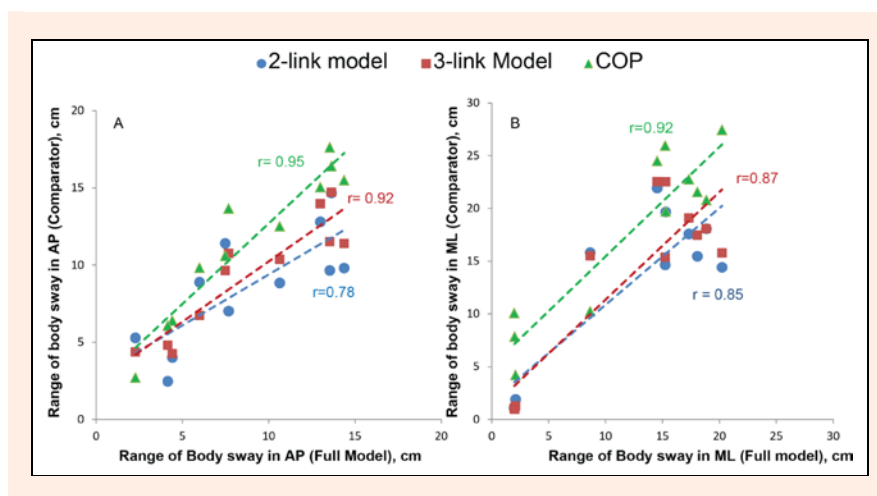 2-link model 3-link Model COP
A
20
15
10
5
0
0 5 10 15 20
r= 0.95
r= 0.92
r=0.78
Range of Body sway in AP (Comparator), cm
Range of Body sway in AP (Full Model), cm
B
30
25
20
15
10
5
0
0 5 10 15 20 25 30
r=0.92
r=0.87
r = 0.85
Range of body sway in ML (Comparator), cm
Range of Body sway in ML (Full model), cm